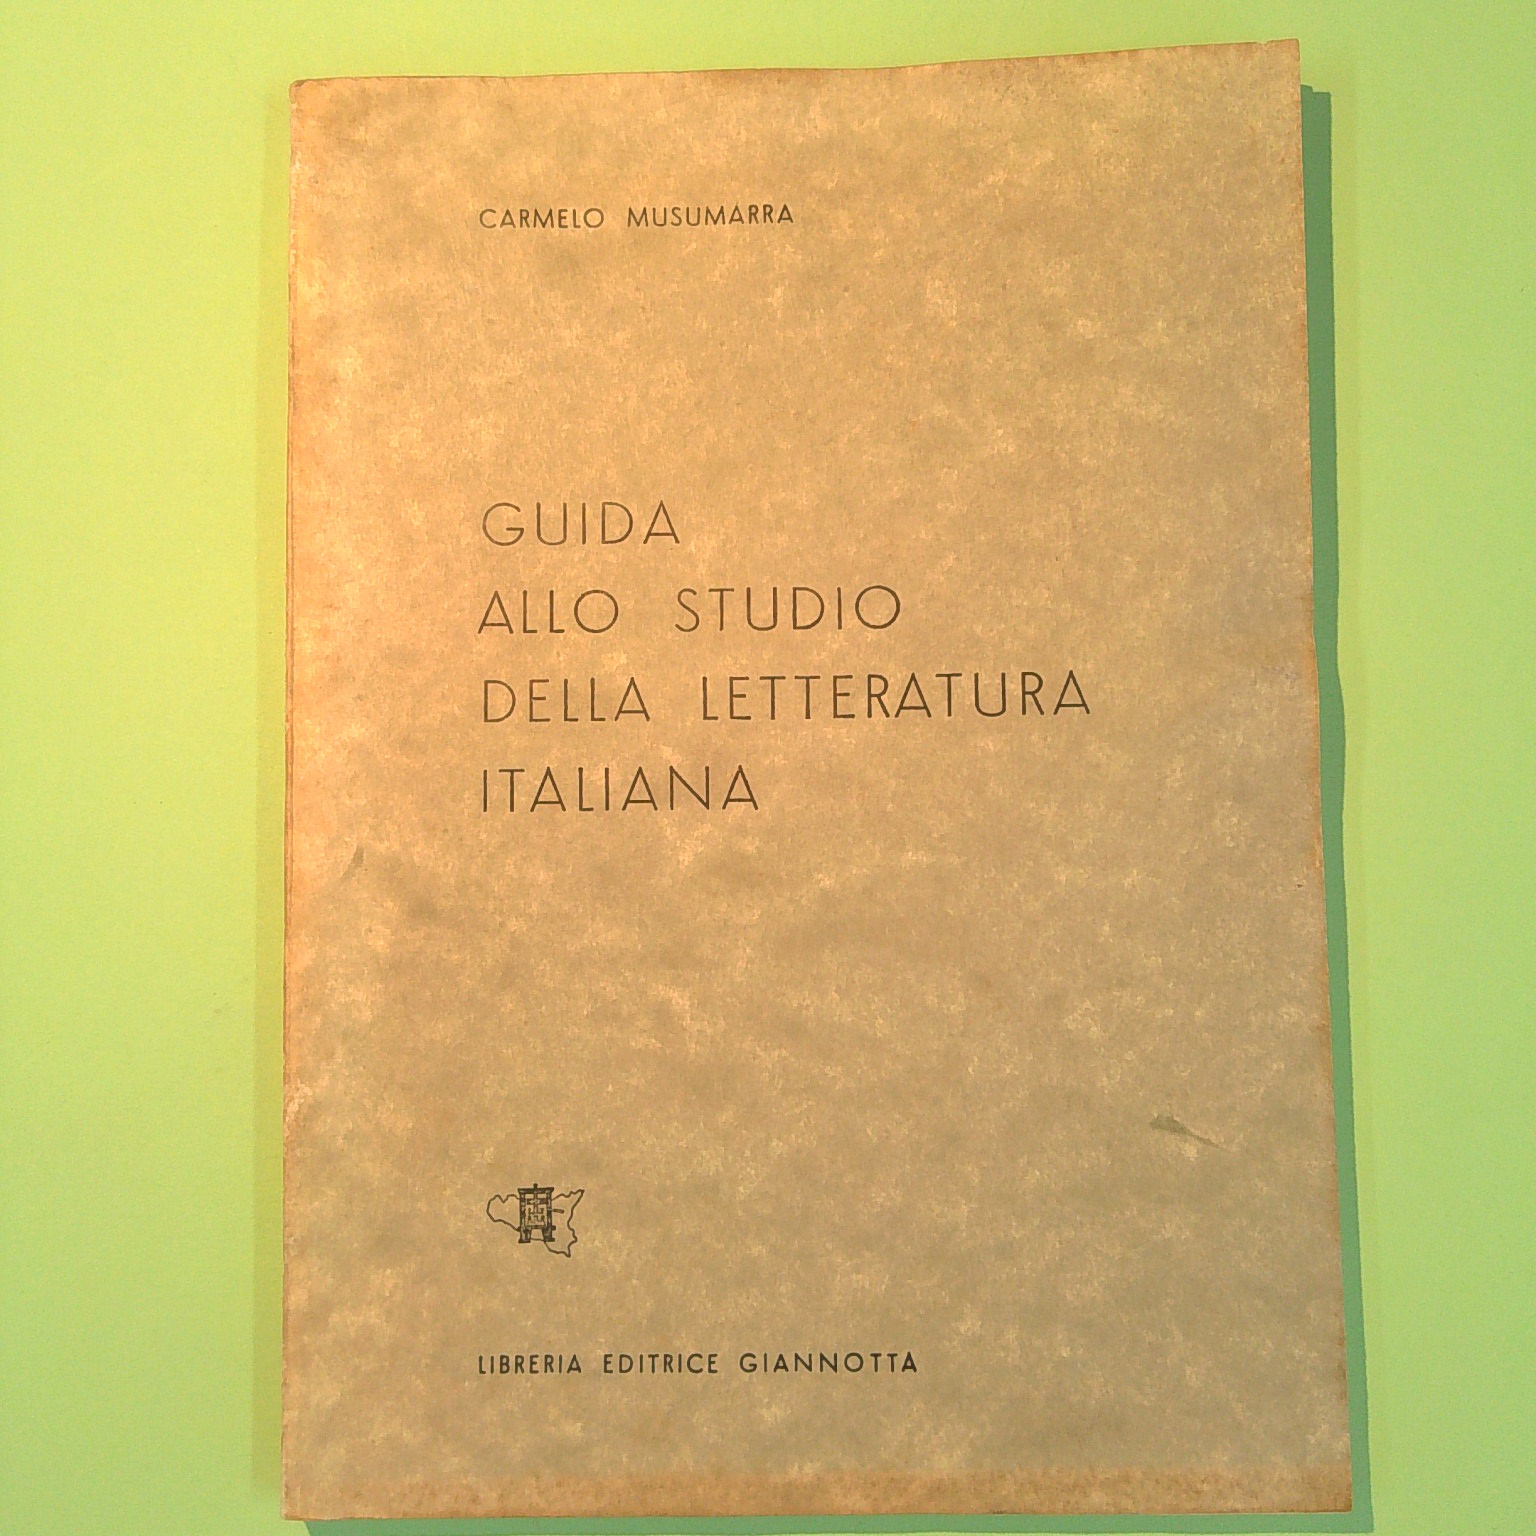 CARMELO MUSUMARRA
GUIDA
ALLO STUDIO
DELLA LETTERATURA
ITALIANA
LIBRERIA EDITRICE GIANNOTTA